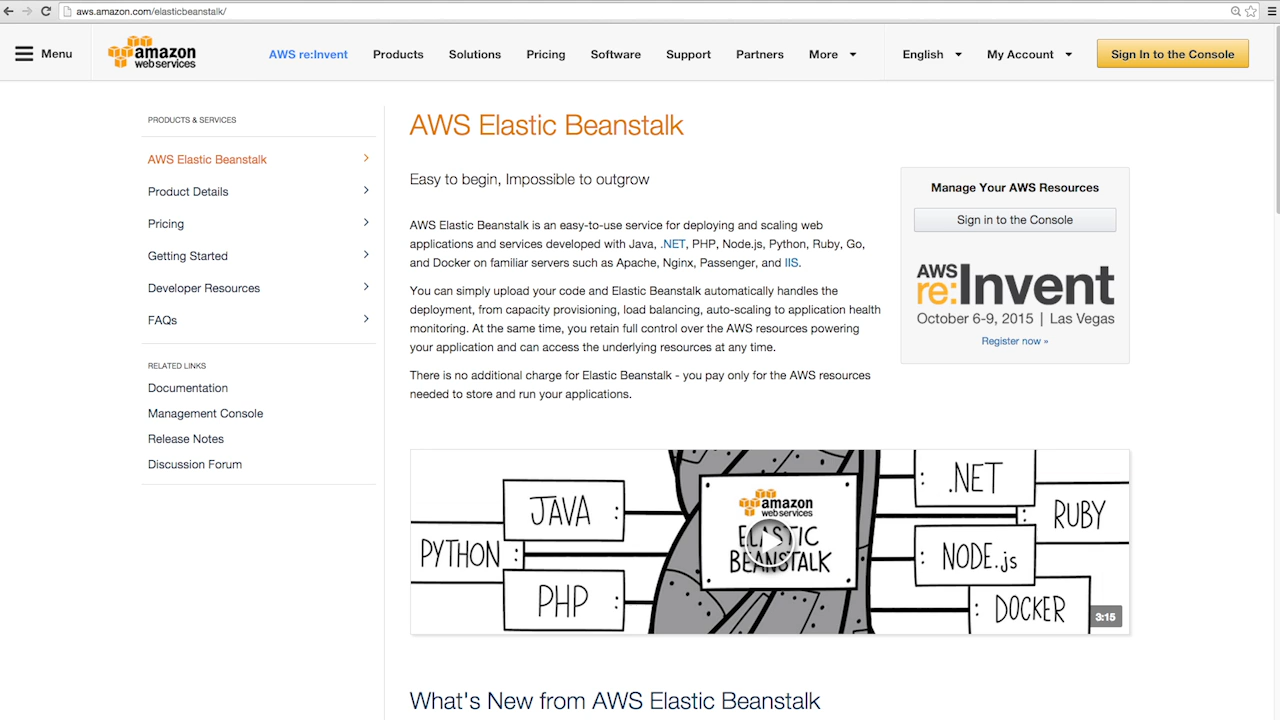 aws.amazon.com/elasticbeanstalk/
Menu
amazon
webservices
AWS re:Invent
Products
Solutions
Pricing
Software
Support
Partners
More
English
My Account
Sign In to the Console
PRODUCTS & SERVICES
AWS Elastic Beanstalk
Product Details
Pricing
Getting Started
Developer Resources
FAQs
RELATED LINKS
Documentation
Management Console
Release Notes
Discussion Forum
AWS Elastic Beanstalk
Easy to begin, Impossible to outgrow
AWS Elastic Beanstalk is an easy-to-use service for deploying and scaling web
applications and services developed with Java, .NET, PHP, Node.js, Python, Ruby, Go,
and Docker on familiar servers such as Apache, Nginx, Passenger, and IIS.
You can simply upload your code and Elastic Beanstalk automatically handles the
deployment, from capacity provisioning, load balancing, auto-scaling to application health
monitoring. At the same time, you retain full control over the AWS resources powering
your application and can access the underlying resources at any time.
There is no additional charge for Elastic Beanstalk - you pay only for the AWS resources
needed to store and run your applications.
Manage Your AWS Resources
Sign in to the Console
AWS
re:Invent
October 6-9, 2015 | Las Vegas
Register now »
JAVA
PYTHON
PHP
amazon
webservices
ELASTIC
BEANSTALK
.NET
RUBY
NODE.js
DOCKER
3:15
What's New from AWS Elastic Beanstalk